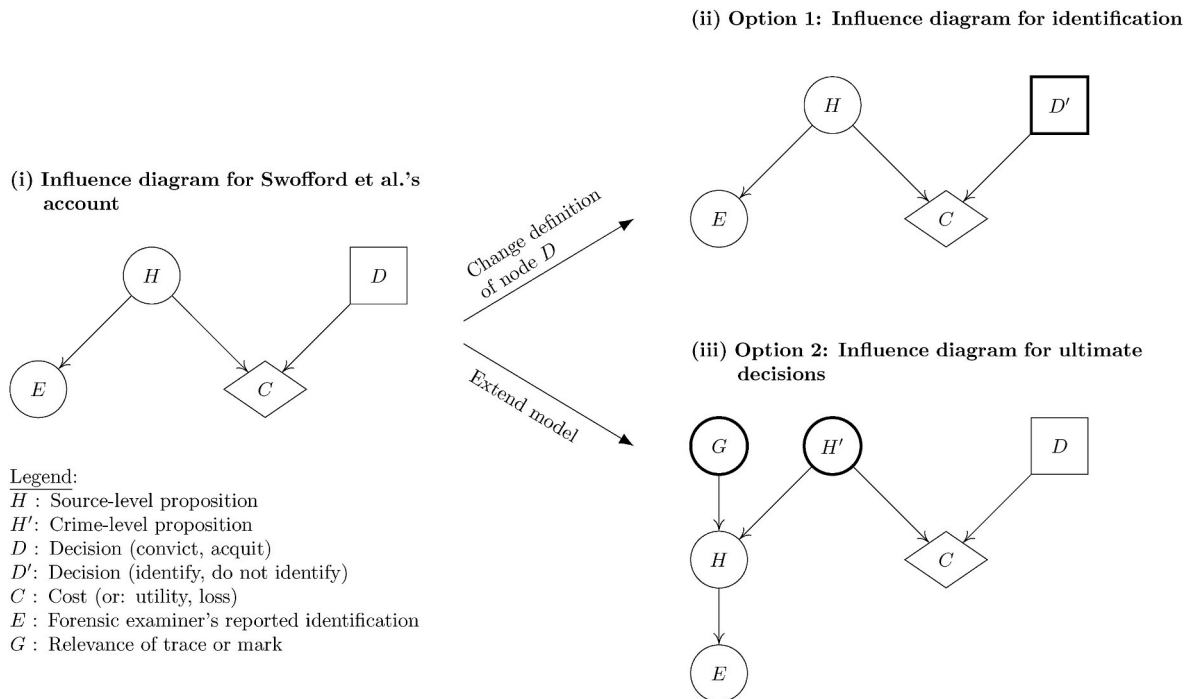 (i) Influence diagram for Swofford et al.'s
account
H
D
E
C
Legend:
H : Source-level proposition
H′: Crime-level proposition
D : Decision (convict, acquit)
D′: Decision (identify, do not identify)
C : Cost (or: utility, loss)
E : Forensic examiner's reported identification
G : Relevance of trace or mark
Change definition
of node D
Extend model
(ii) Option 1: Influence diagram for identification
H
D′
E
C
(iii) Option 2: Influence diagram for ultimate
decisions
G
H′
D
H
C
E